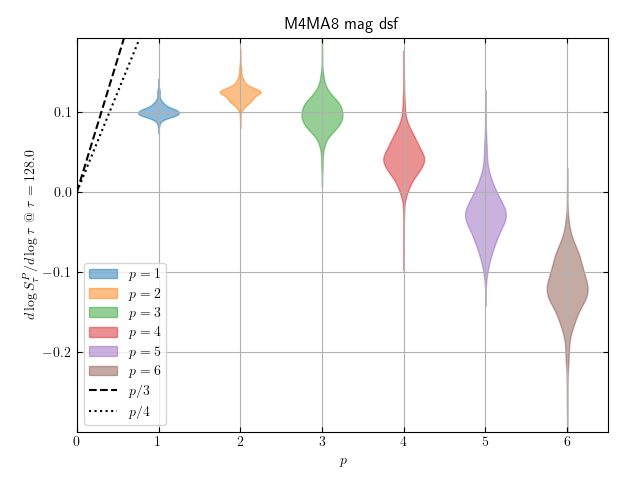 M4MA8 mag dsf
d log S_τ^P / d log τ @ τ = 128.0
0.1
0.0
−0.1
−0.2
p = 1
p = 2
p = 3
p = 4
p = 5
p = 6
p/3
p/4
0 1 2 3 4 5 6
p